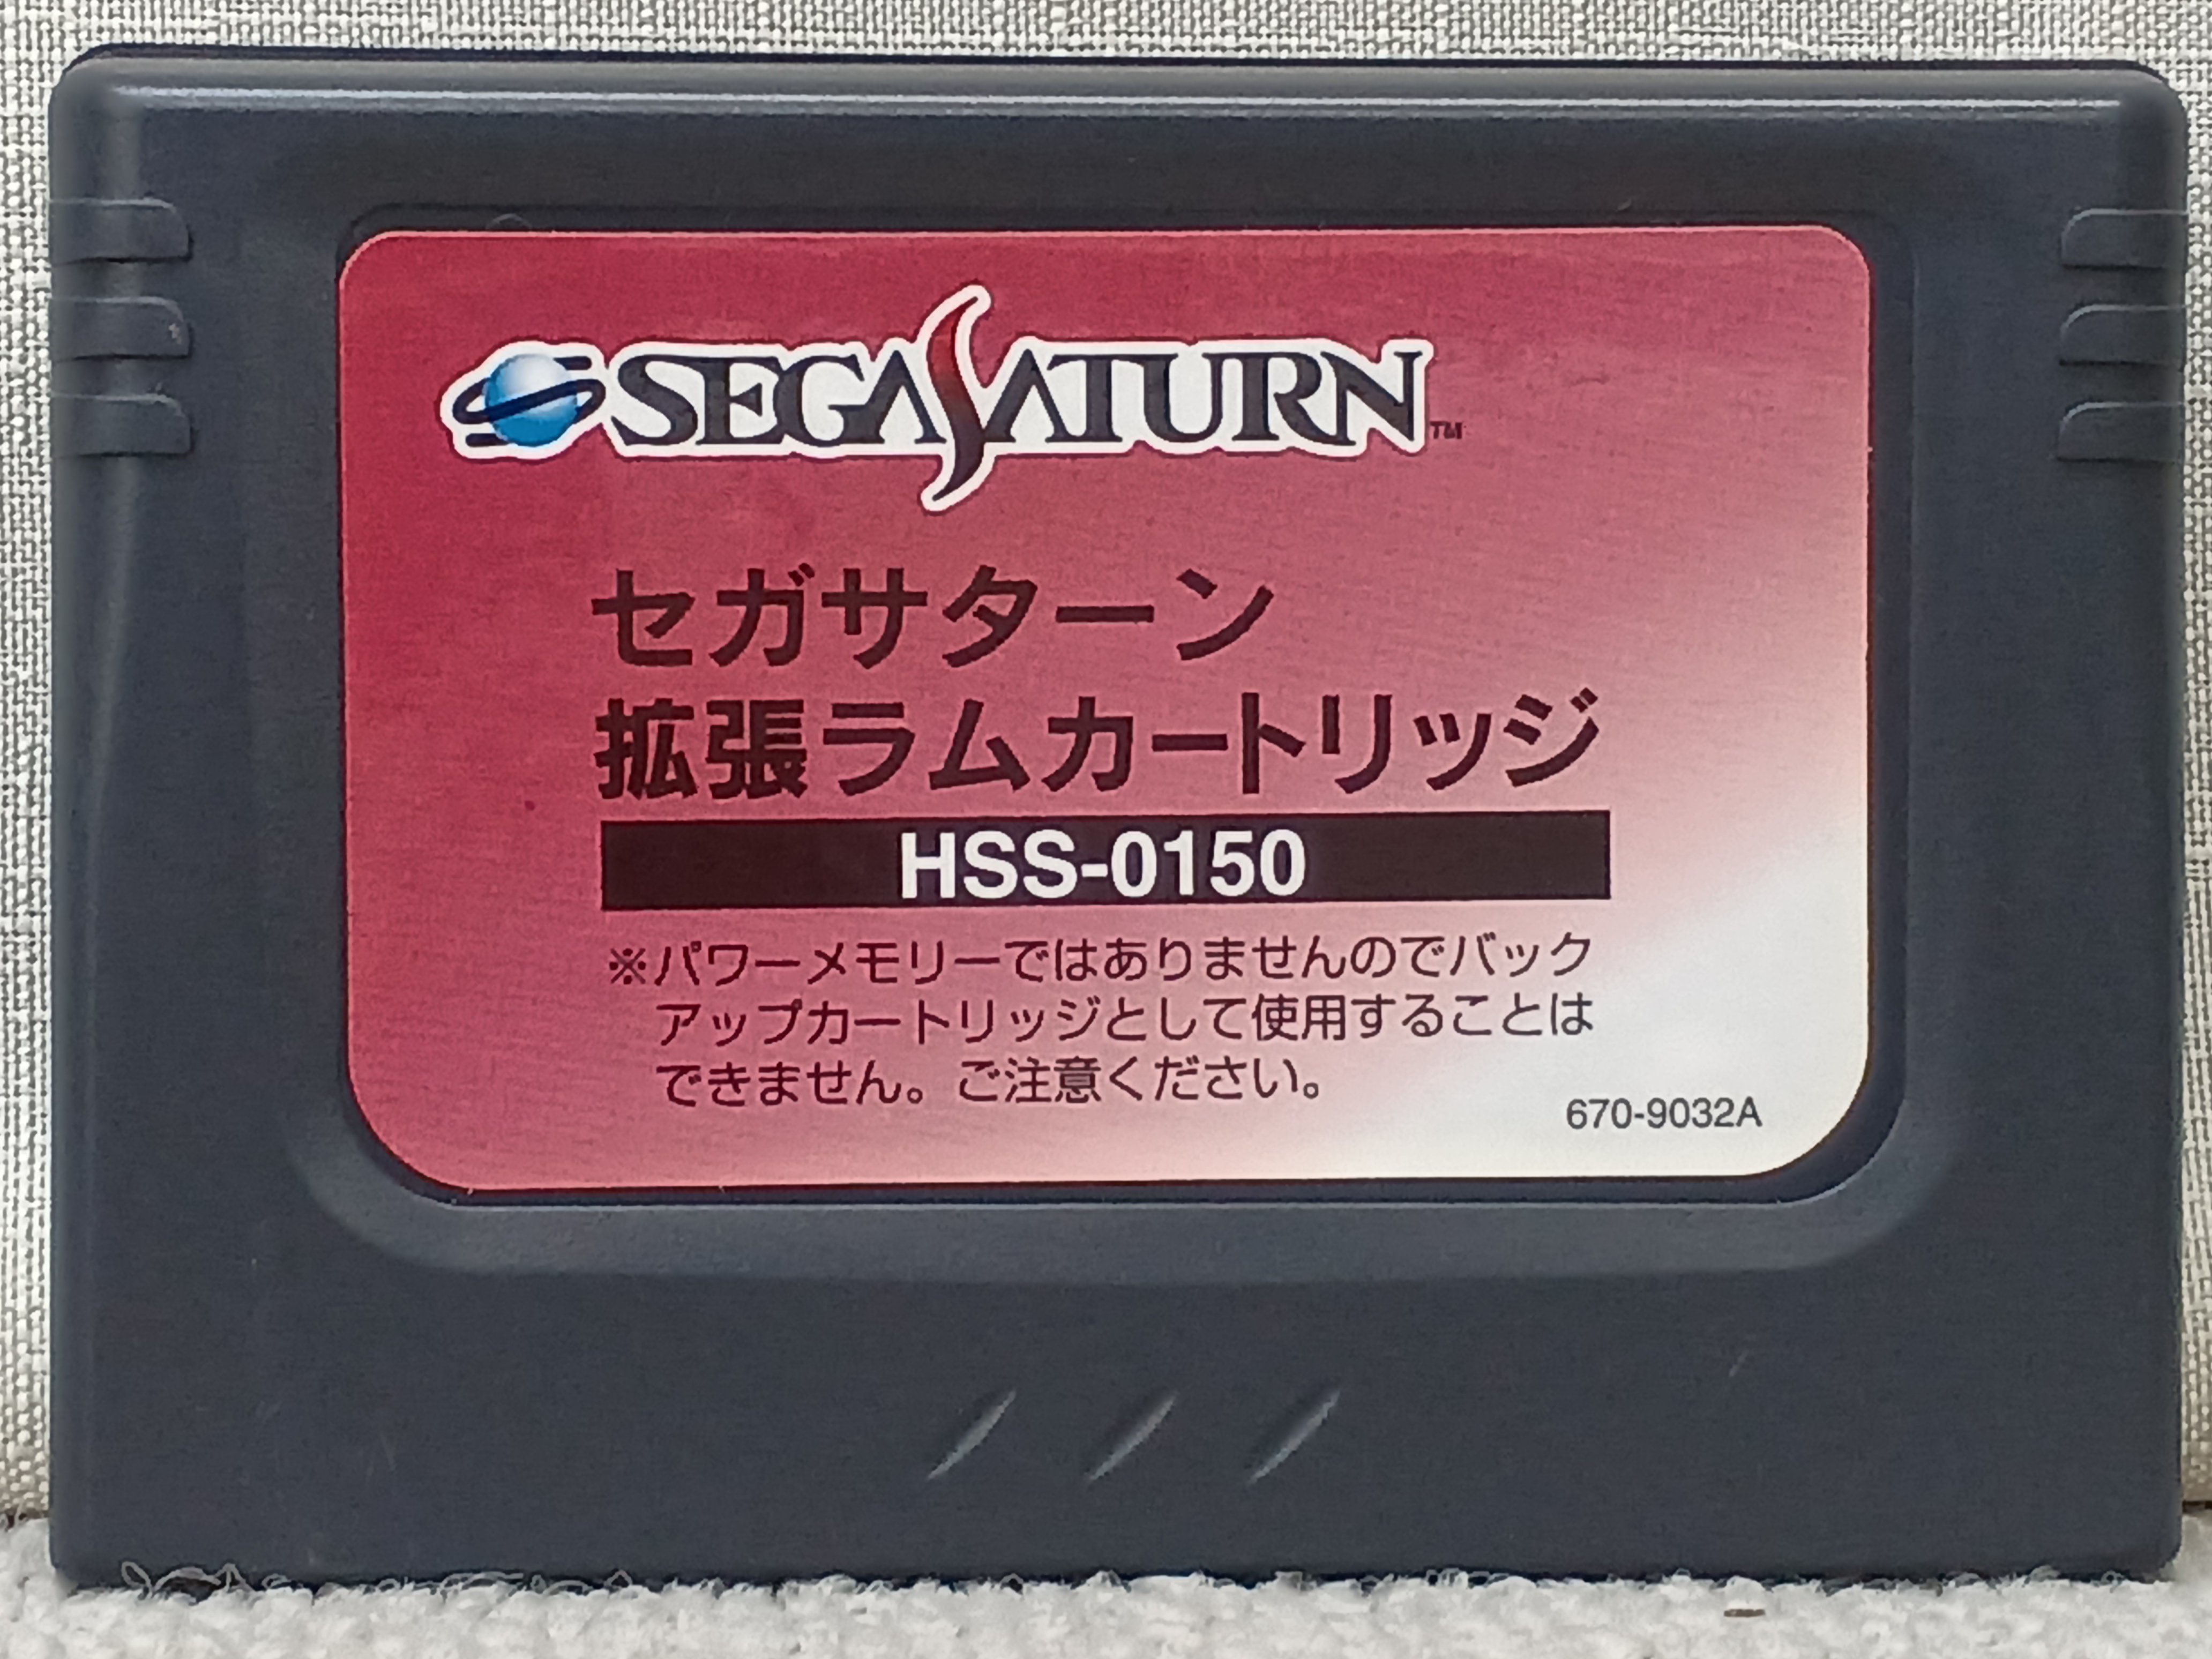 SEGA SATURN™
セガサターン
拡張ラムカートリッジ
HSS-0150
※パワーメモリーではありませんのでバック
アップカートリッジとして使用することは
できません。ご注意ください。
670-9032A